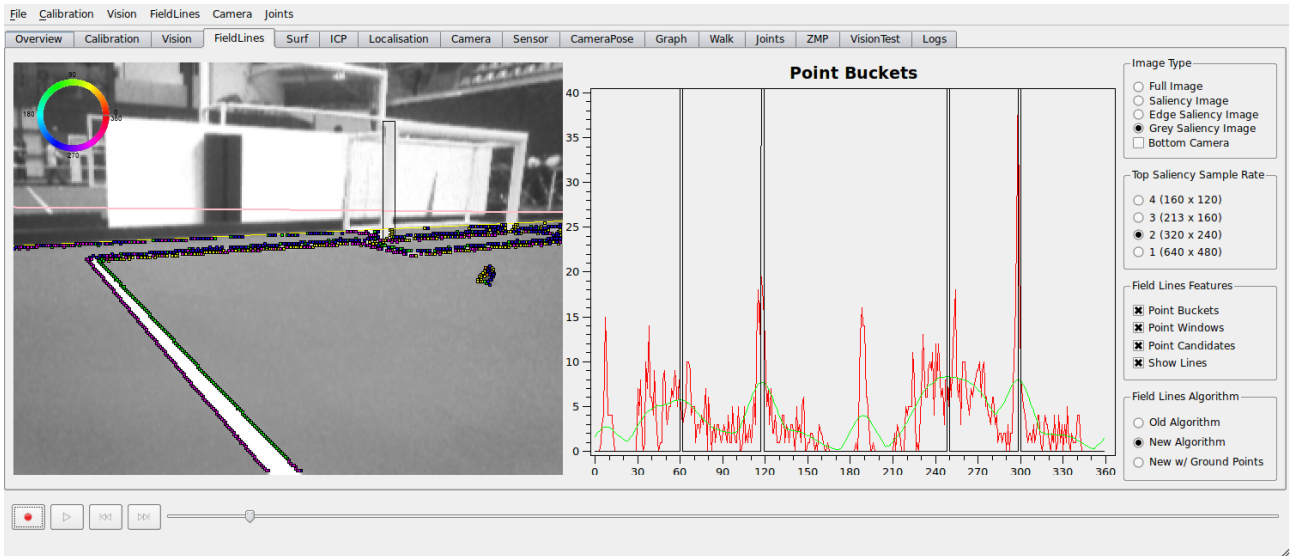 File Calibration Vision FieldLines Camera Joints
Overview Calibration Vision FieldLines Surf ICP Localisation Camera Sensor CameraPose Graph Walk Joints ZMP VisionTest Logs
90
180
0
360
270
Point Buckets
40
35
30
25
20
15
10
5
0
0 30 60 90 120 150 180 210 240 270 300 330 360
Image Type
Full Image
Saliency Image
Edge Saliency Image
Grey Saliency Image
Bottom Camera
Top Saliency Sample Rate
4 (160 x 120)
3 (213 x 160)
2 (320 x 240)
1 (640 x 480)
Field Lines Features
Point Buckets
Point Windows
Point Candidates
Show Lines
Field Lines Algorithm
Old Algorithm
New Algorithm
New w/ Ground Points